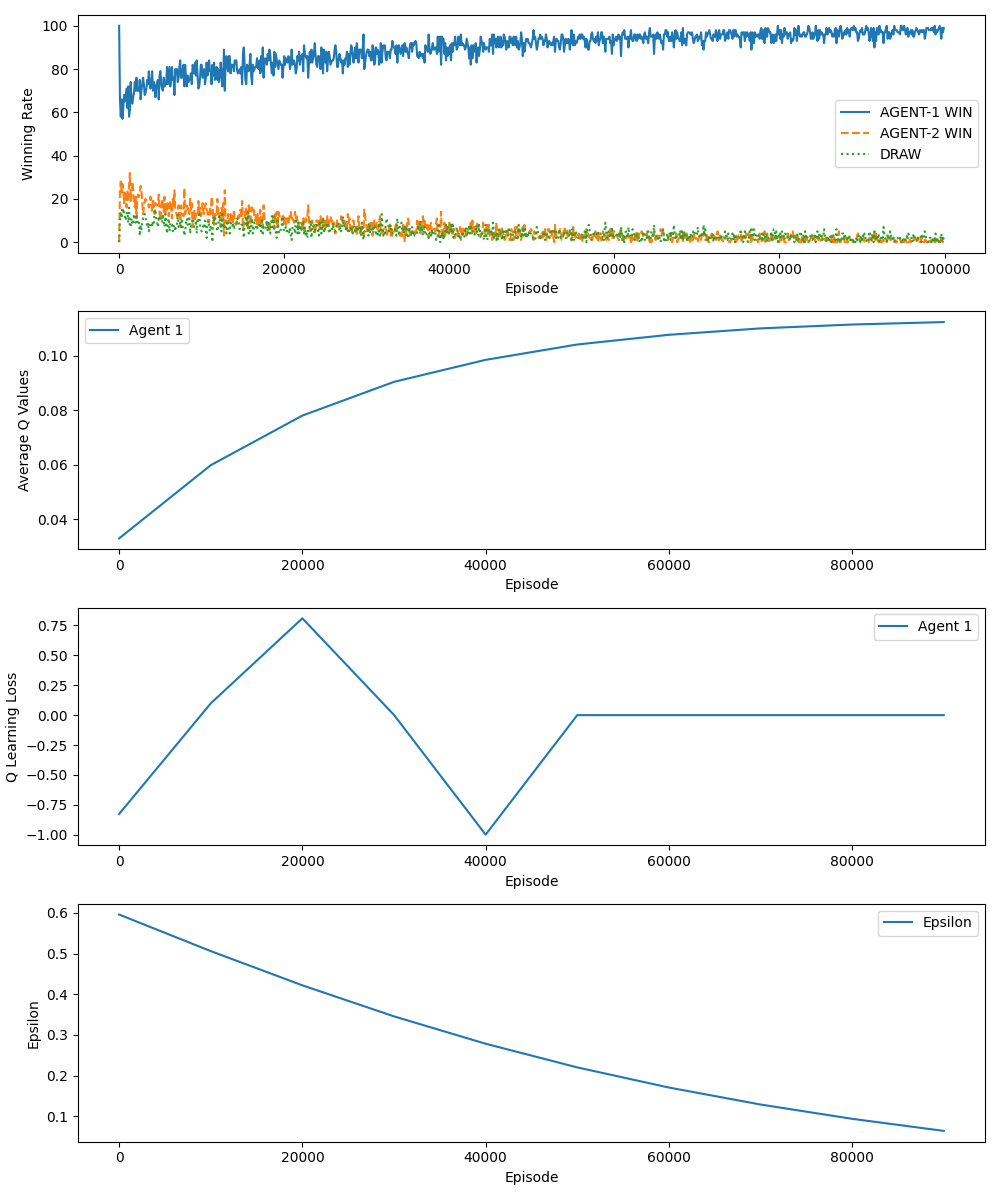 100
80
60
40
20
0
Winning Rate
AGENT-1 WIN
AGENT-2 WIN
DRAW
0 20000 40000 60000 80000 100000
Episode
Agent 1
0.10
0.08
0.06
0.04
Average Q Values
0 20000 40000 60000 80000
Episode
Agent 1
0.75
0.50
0.25
0.00
−0.25
−0.50
−0.75
−1.00
Q Learning Loss
0 20000 40000 60000 80000
Episode
Epsilon
0.6
0.5
0.4
0.3
0.2
0.1
Epsilon
0 20000 40000 60000 80000
Episode